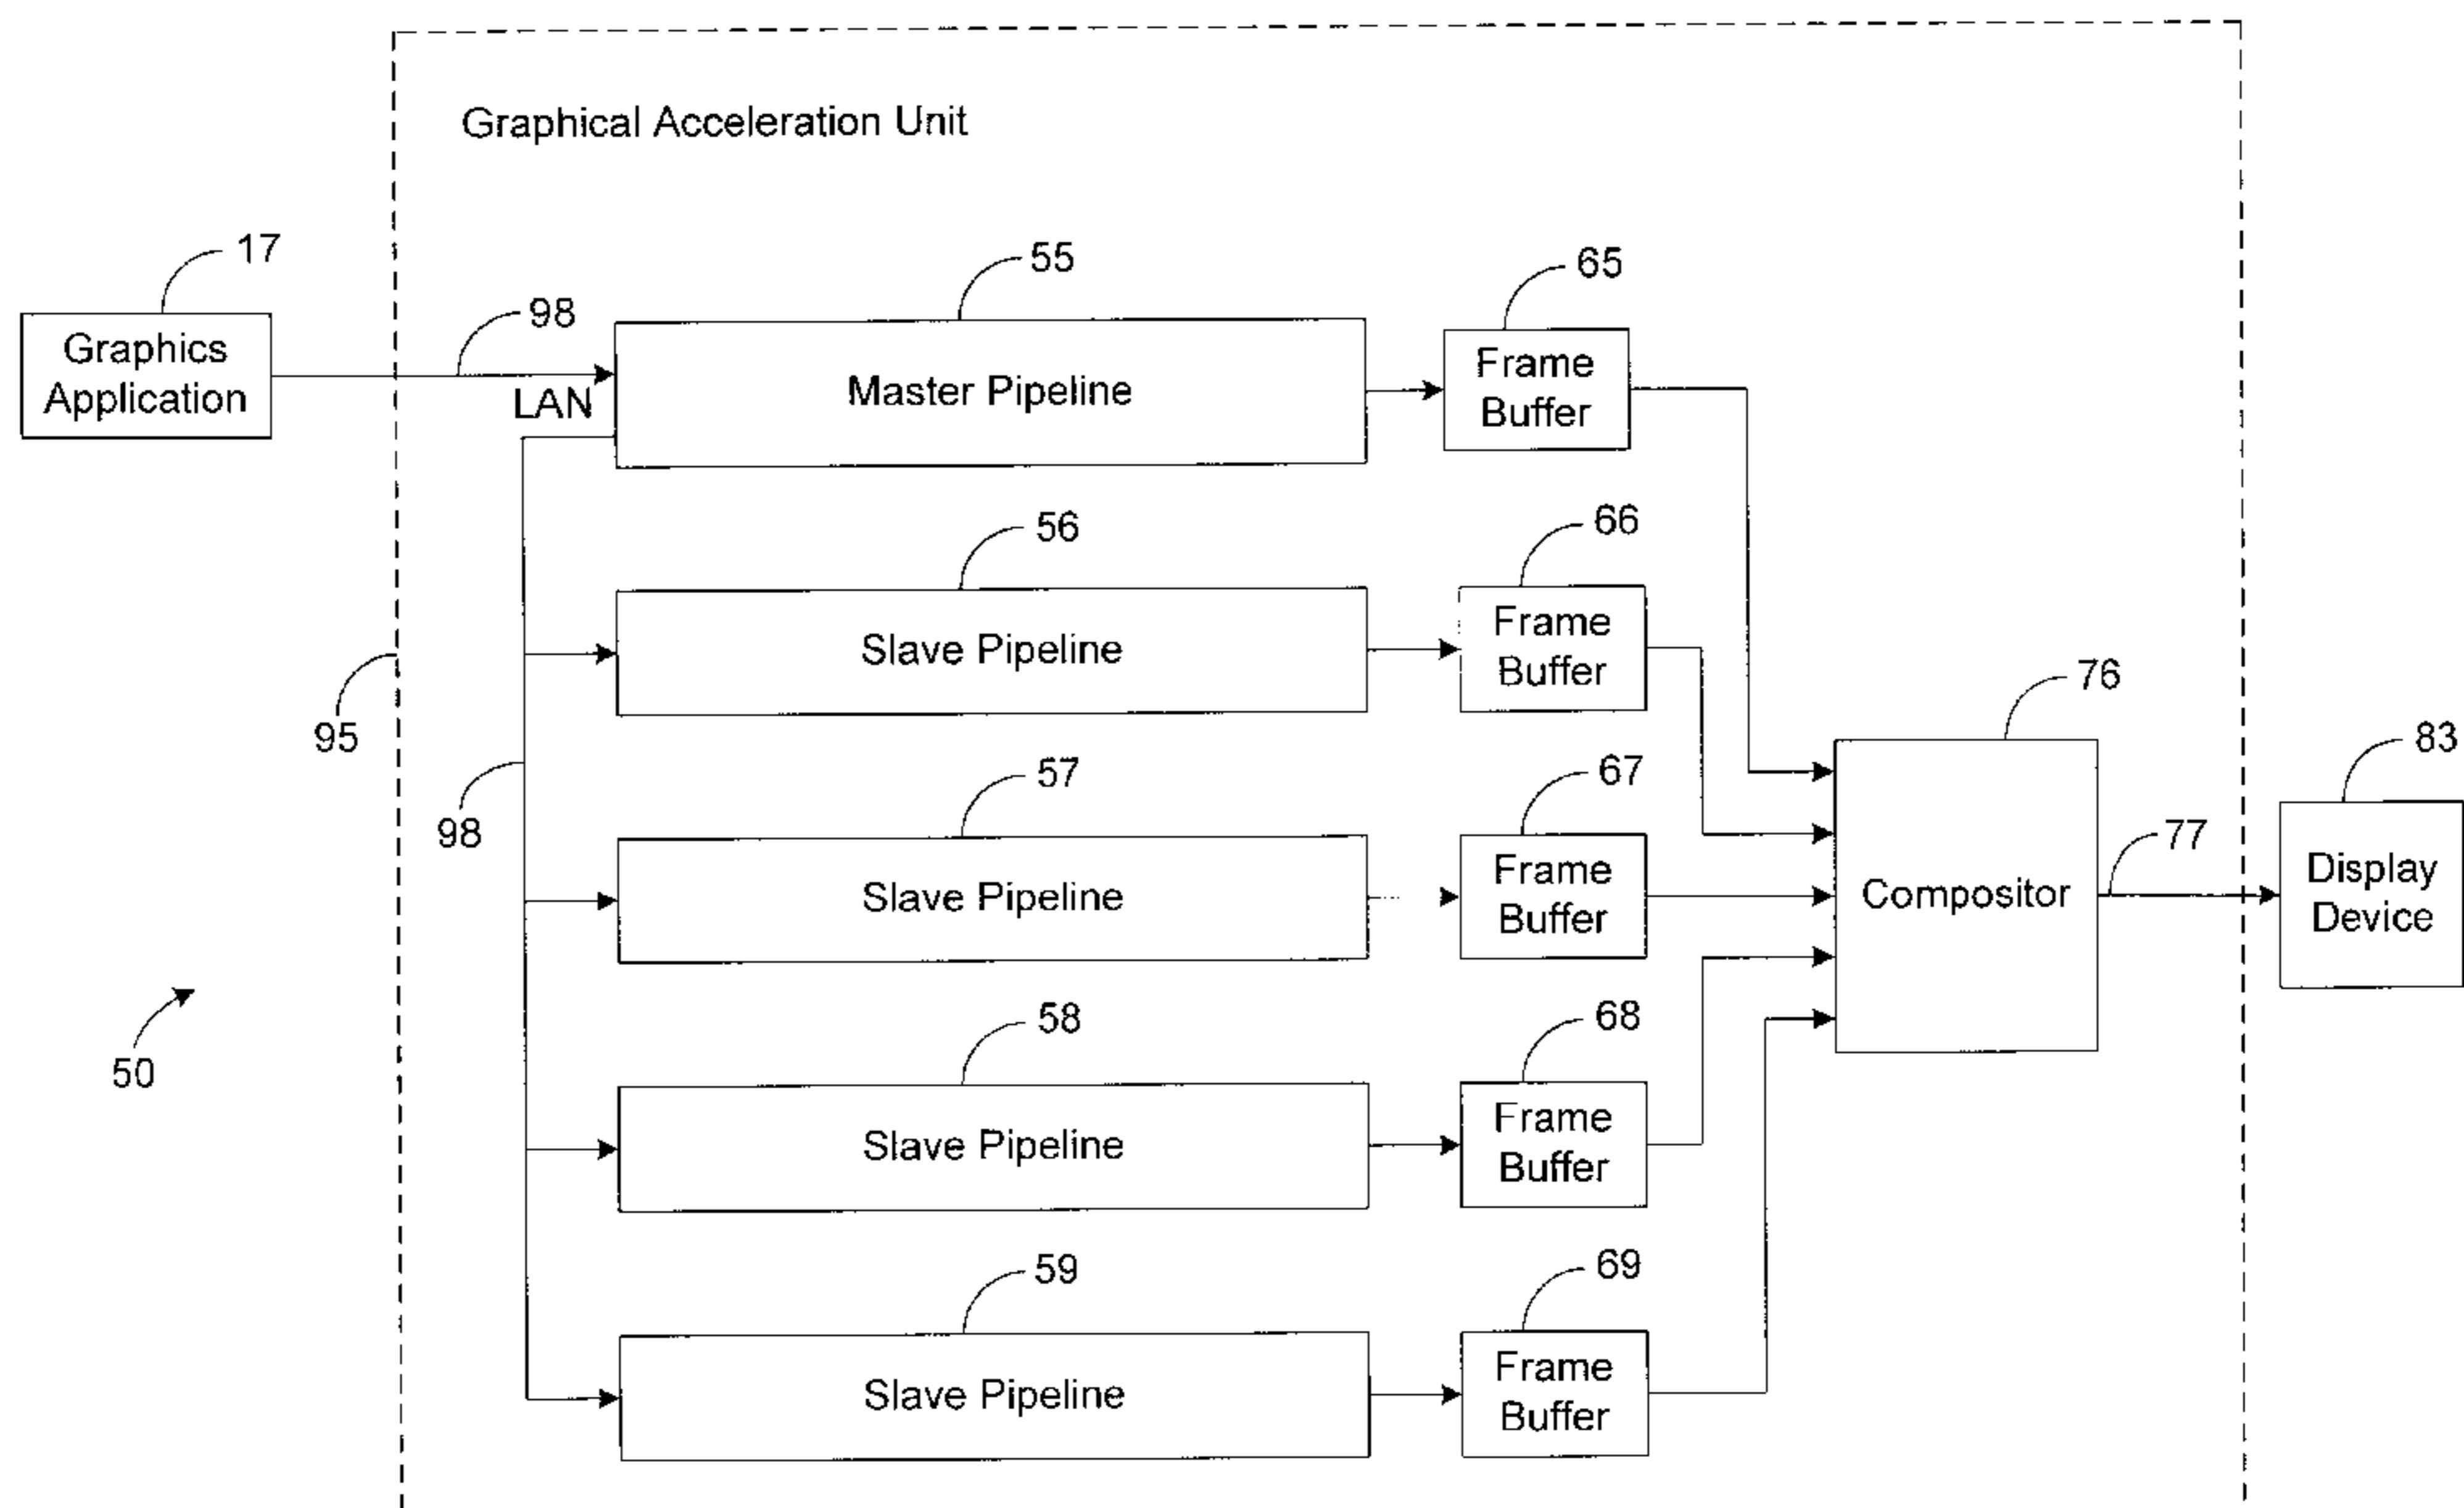 Graphical Acceleration Unit
17
Graphics
Application
98
LAN
55
Master Pipeline
65
Frame
Buffer
56
Slave Pipeline
66
Frame
Buffer
95
98
57
Slave Pipeline
67
Frame
Buffer
76
Compositor
77
83
Display
Device
50
58
Slave Pipeline
68
Frame
Buffer
59
Slave Pipeline
69
Frame
Buffer